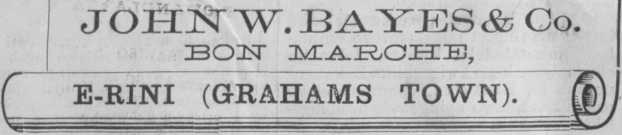 JOHN W. BAYES & Co.
BON MARCHE,
E-RINI (GRAHAMS TOWN).